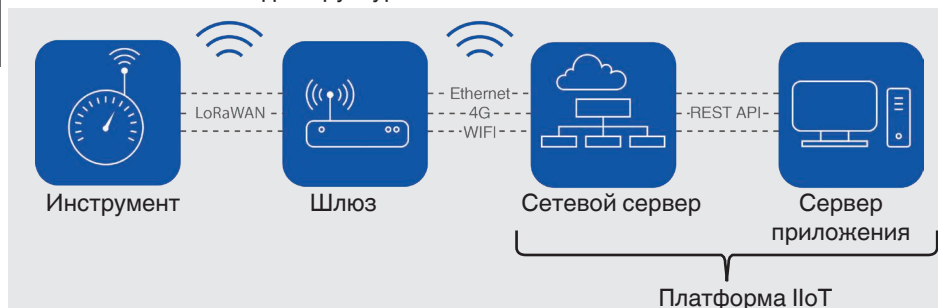 LoRaWAN
Ethernet
4G
WIFI
REST API
Инструмент
Шлюз
Сетевой сервер
Сервер
приложения
Платформа IIoT